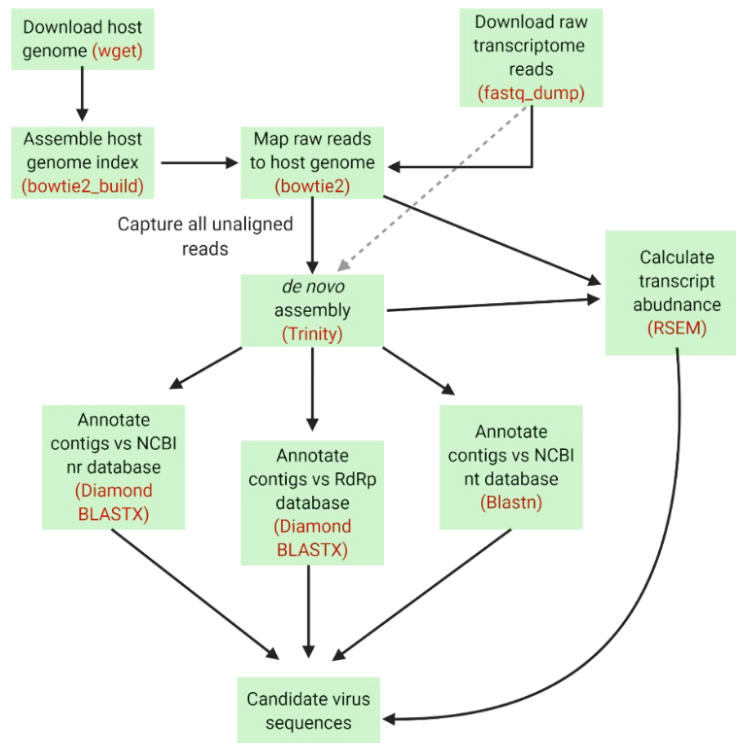 Download host
genome (wget)
Download raw
transcriptome
reads
(fastq_dump)
Assemble host
genome index
(bowtie2_build)
Map raw reads
to host genome
(bowtie2)
Capture all unaligned
reads
de novo
assembly
(Trinity)
Calculate
transcript
abudnance
(RSEM)
Annotate
contigs vs NCBI
nr database
(Diamond
BLASTX)
Annotate
contigs vs RdRp
database
(Diamond
BLASTX)
Annotate
contigs vs NCBI
nt database
(Blastn)
Candidate virus
sequences